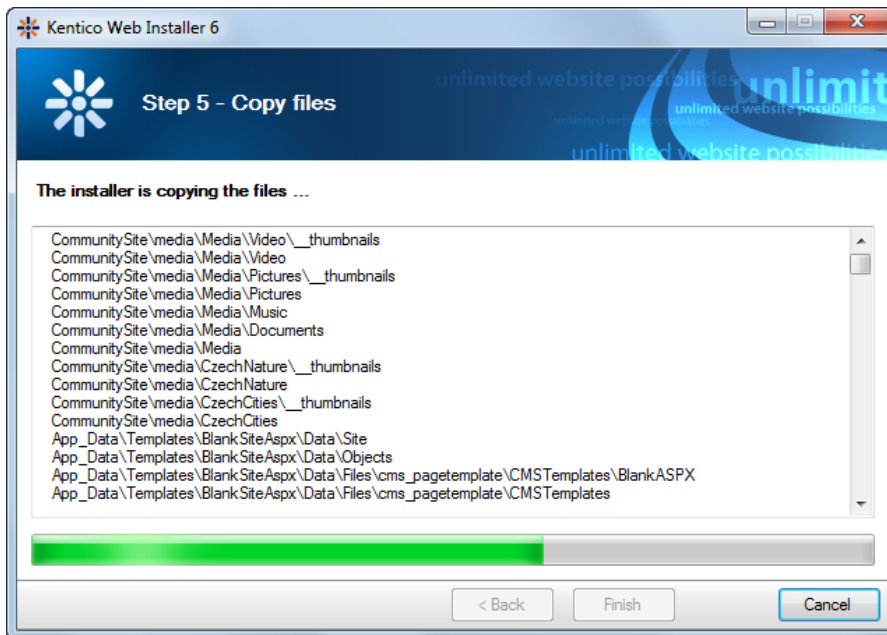 Kentico Web Installer 6
Step 5 - Copy files
unlimited website possibilities
unlimit
unlimited website possibilities
unlimited website possibilities
unlimited website possibilities
The installer is copying the files ...
CommunitySite\media\Media\Video\__thumbnails
CommunitySite\media\Media\Video
CommunitySite\media\Media\Pictures\__thumbnails
CommunitySite\media\Media\Pictures
CommunitySite\media\Media\Music
CommunitySite\media\Media\Documents
CommunitySite\media\Media
CommunitySite\media\CzechNature\__thumbnails
CommunitySite\media\CzechNature
CommunitySite\media\CzechCities\__thumbnails
CommunitySite\media\CzechCities
App_Data\Templates\BlankSiteAspx\Data\Site
App_Data\Templates\BlankSiteAspx\Data\Objects
App_Data\Templates\BlankSiteAspx\Data\Files\cms_pagetemplate\CMSTemplates\BlankASPX
App_Data\Templates\BlankSiteAspx\Data\Files\cms_pagetemplate\CMSTemplates
< Back
Finish
Cancel